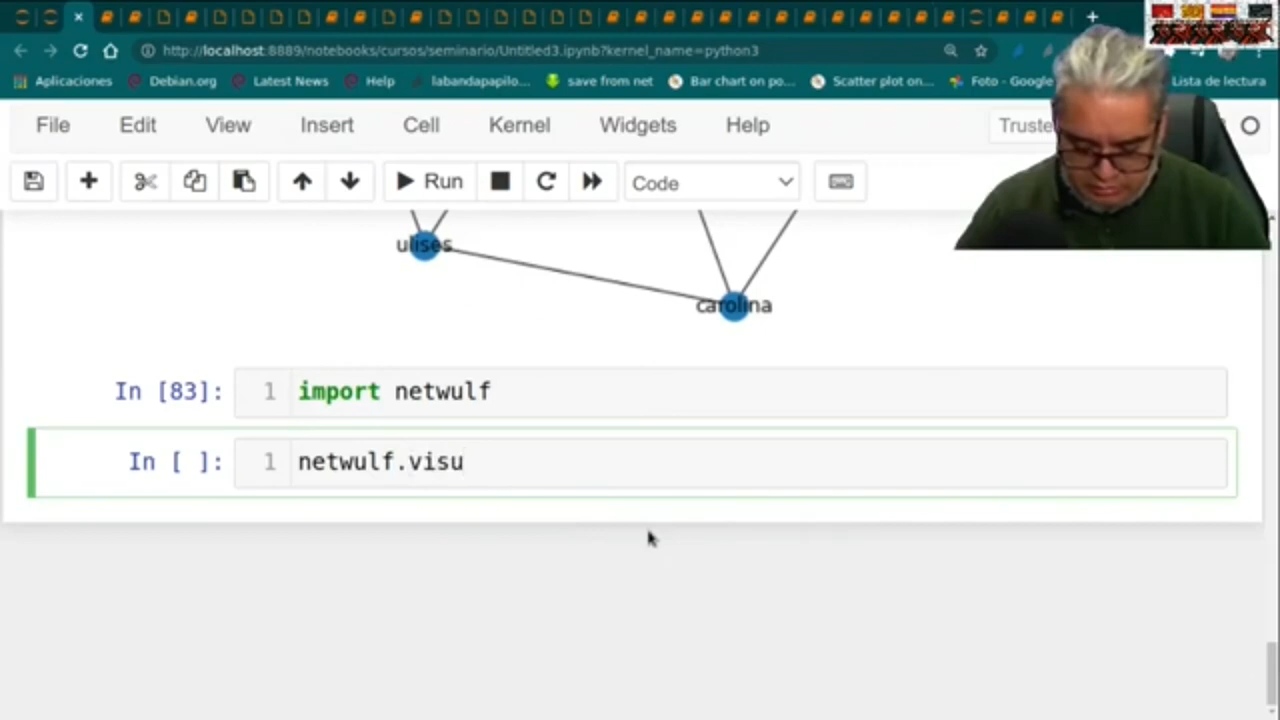 http://localhost:8889/notebooks/cursos/seminario/Untitled3.ipynb?kernel_name=python3
Aplicaciones Debian.org Latest News Help labandapapilo... save from net Bar chart on po... Scatter plot on... Foto - Google Lista de lectura
File Edit View Insert Cell Kernel Widgets Help Truste
Run Code
ulises
carolina
In [83]: 1 import netwulf
In [ ]: 1 netwulf.visu